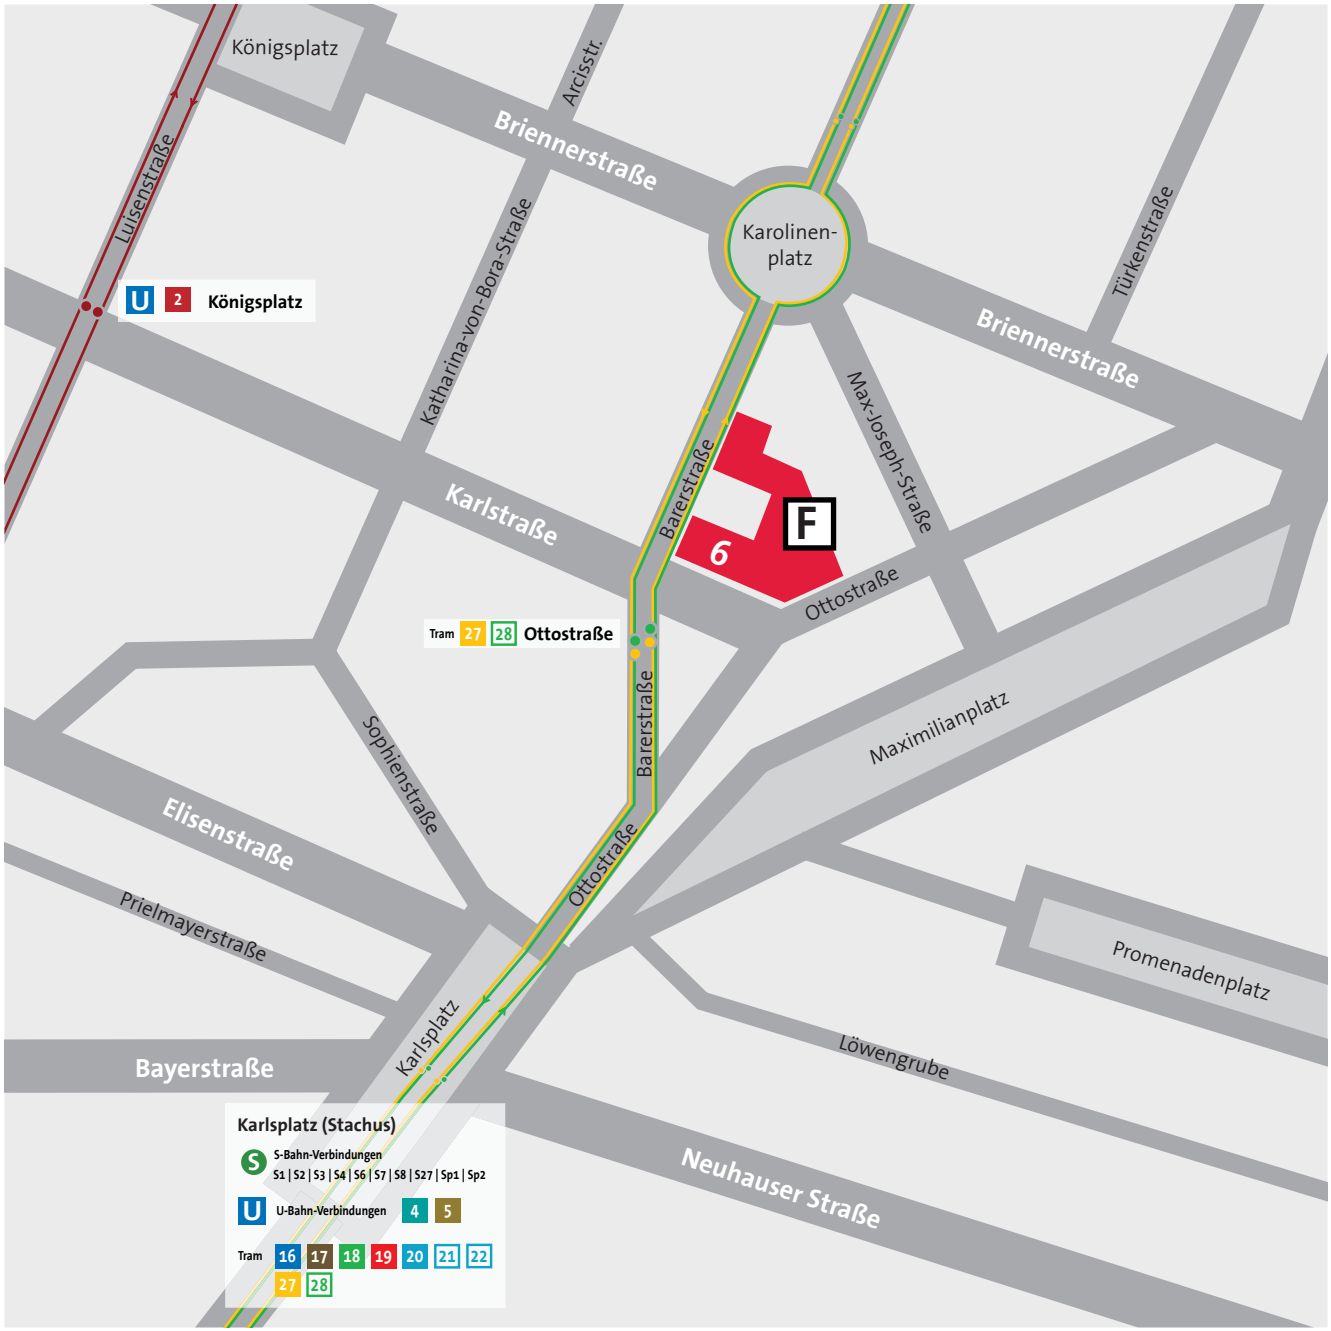 Königsplatz
Arcisstr.
Briennerstraße
Luisenstraße
Karolinen-
platz
Türkenstraße
Katharina-von-Bora-Straße
U 2 Königsplatz
Briennerstraße
Max-Joseph-Straße
Barerstraße
Karlstraße
F
6
Ottostraße
Tram 27 28 Ottostraße
Barerstraße
Maximilianplatz
Sophienstraße
Elisenstraße
Ottostraße
Prielmayerstraße
Promenadenplatz
Karlsplatz
Löwengrube
Bayerstraße
Karlsplatz (Stachus)
S S-Bahn-Verbindungen
S1 | S2 | S3 | S4 | S6 | S7 | S8 | S27 | Sp1 | Sp2
U U-Bahn-Verbindungen 4 5
Tram 16 17 18 19 20 21 22
27 28
Neuhauser Straße